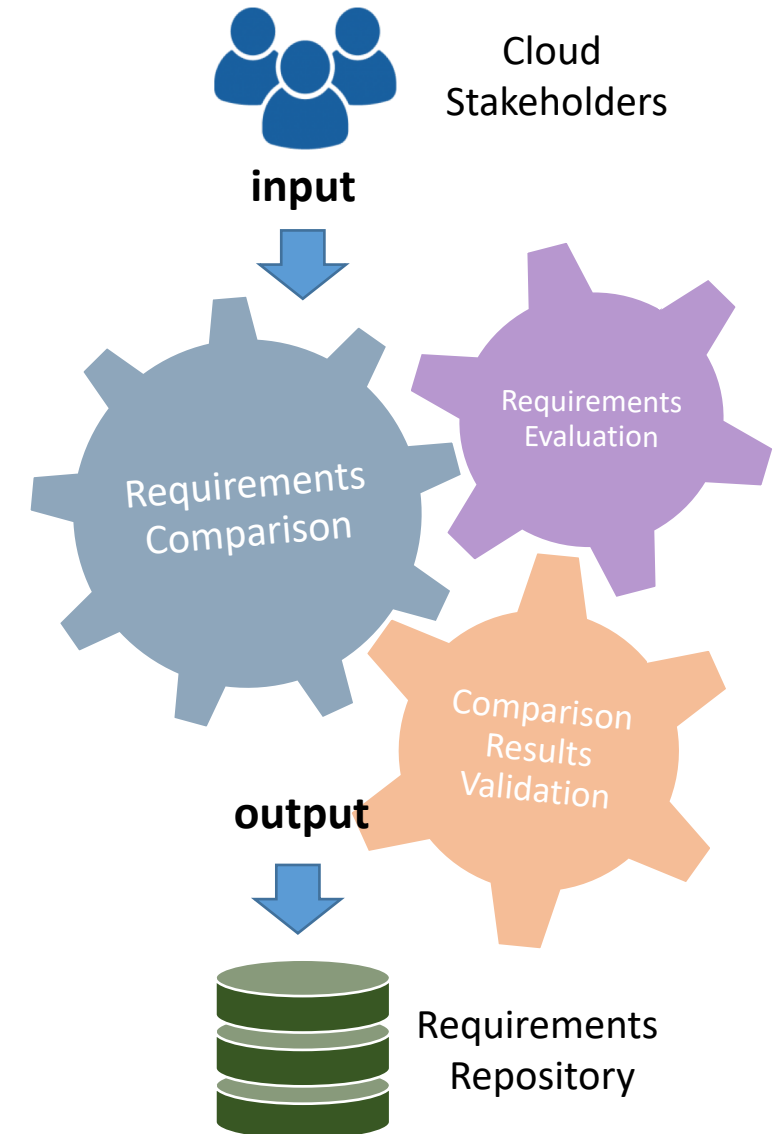 Cloud
Stakeholders
input
Requirements
Evaluation
Requirements
Comparison
Comparison
Results
Validation
output
Requirements
Repository